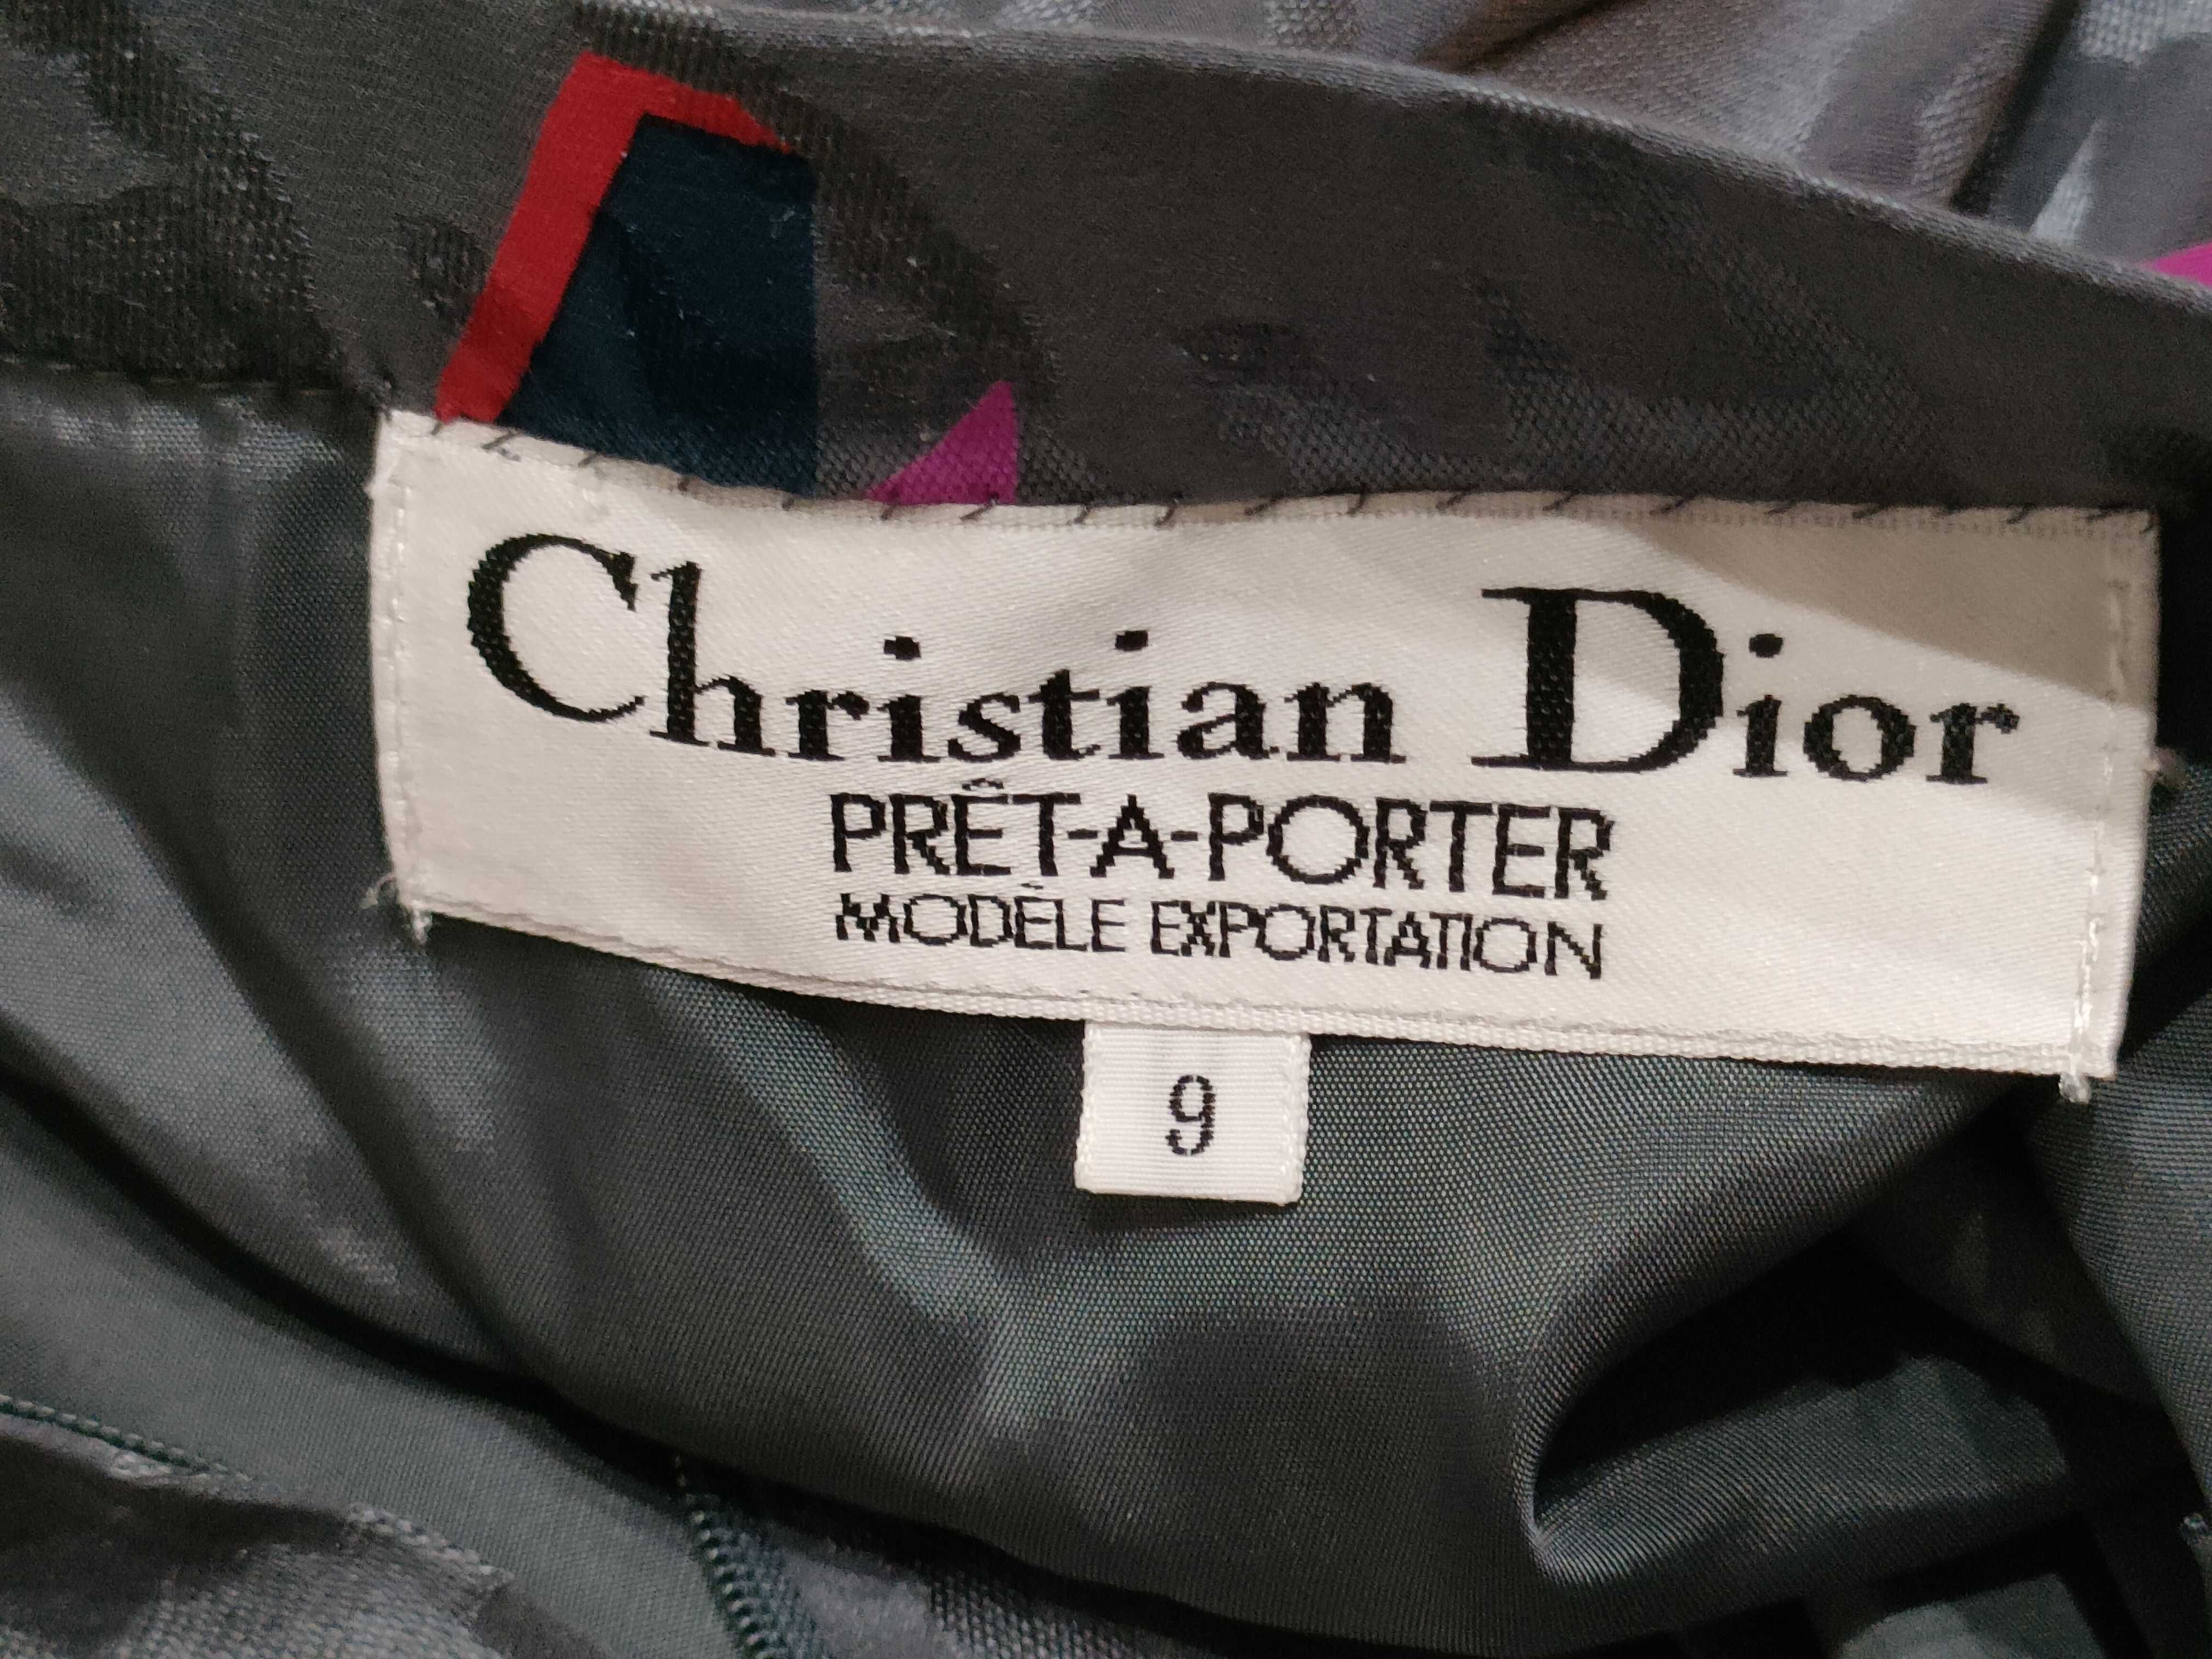 Christian Dior
PRÊT-A-PORTER
MODÈLE EXPORTATION
9